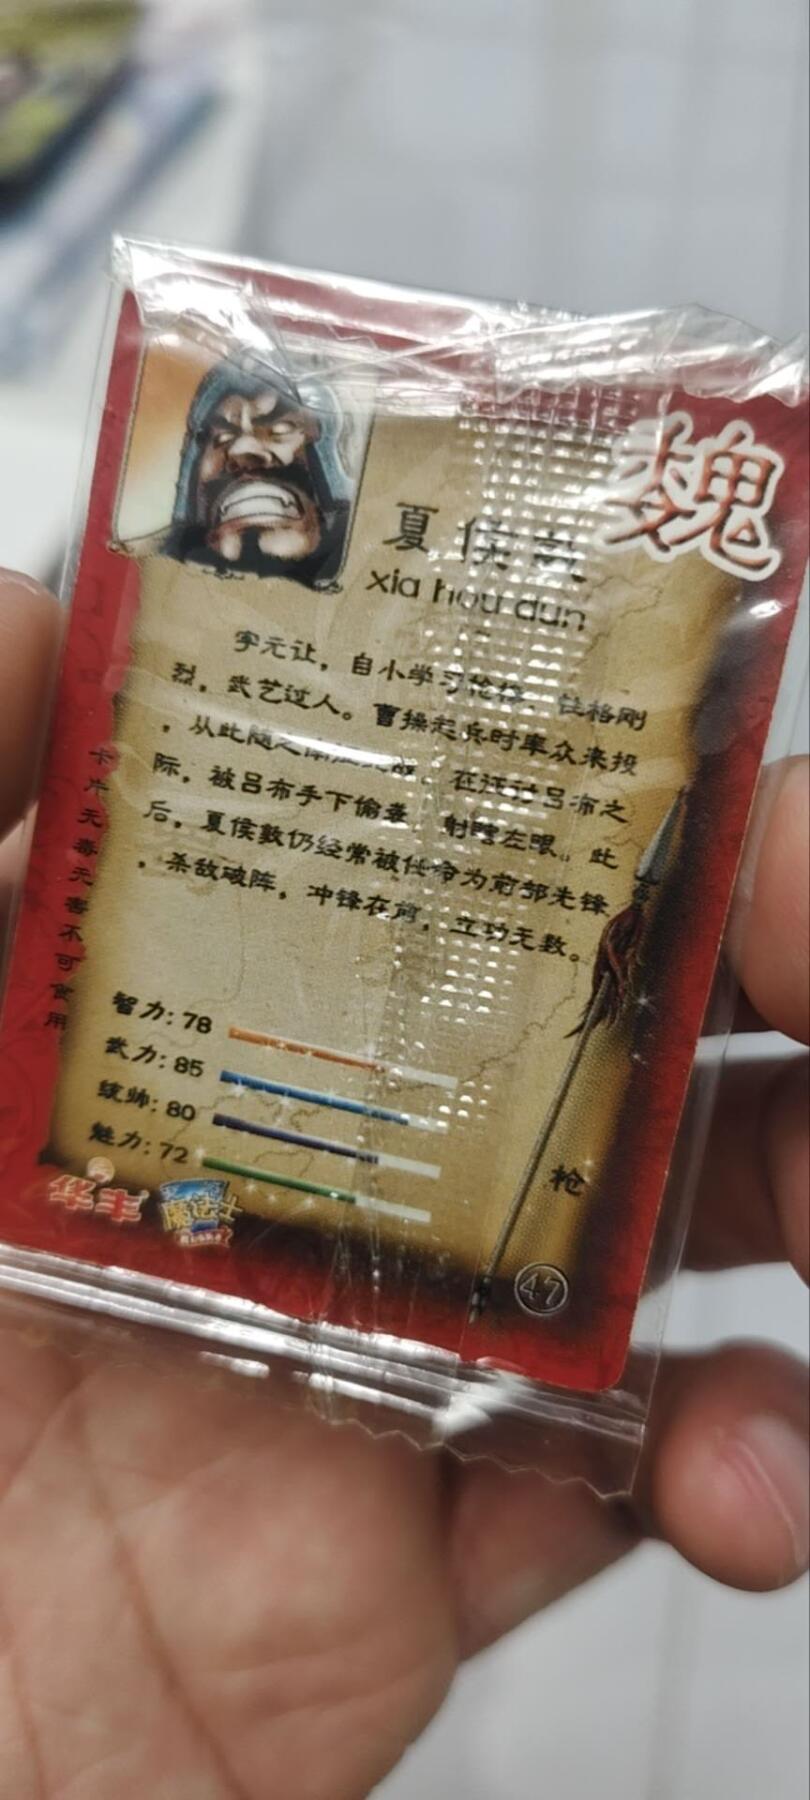 魏
夏侯敦
xia hou dun
字元让，自小学习枪棒，性格刚
烈，武艺过人。曹操起兵时率众来投
，从此随之南征北战。在征讨吕布之
际，被吕布手下偷袭，射瞎左眼。此
后，夏侯敦仍经常被任命为前部先锋
，杀敌破阵，冲锋在前，立功无数。
卡片无毒无害不可食用
智力：78
武力：85
统帅：80
魅力：72
枪
华丰
魔法士
47